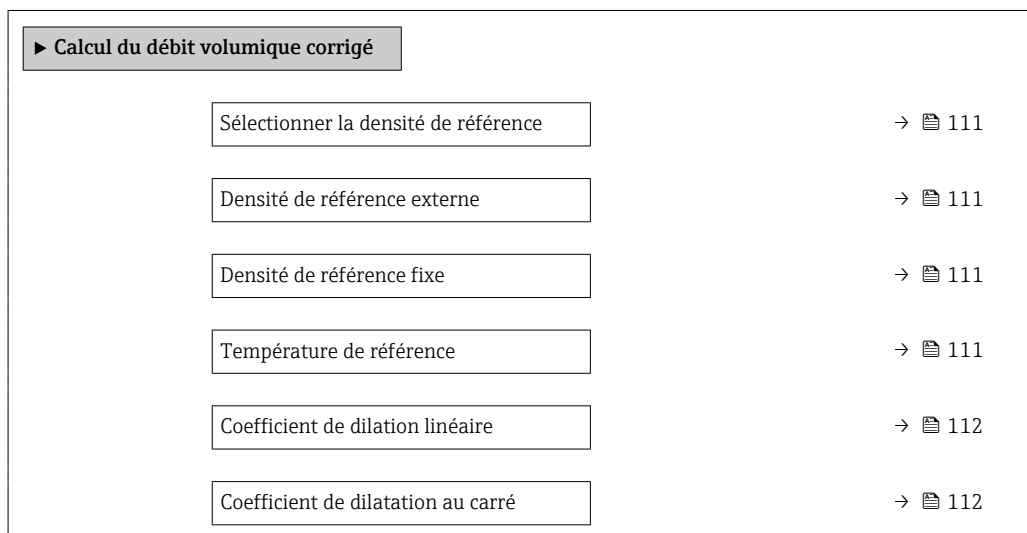 ▶ Calcul du débit volumique corrigé
Sélectionner la densité de référence → 111
Densité de référence externe → 111
Densité de référence fixe → 111
Température de référence → 111
Coefficient de dilation linéaire → 112
Coefficient de dilatation au carré → 112